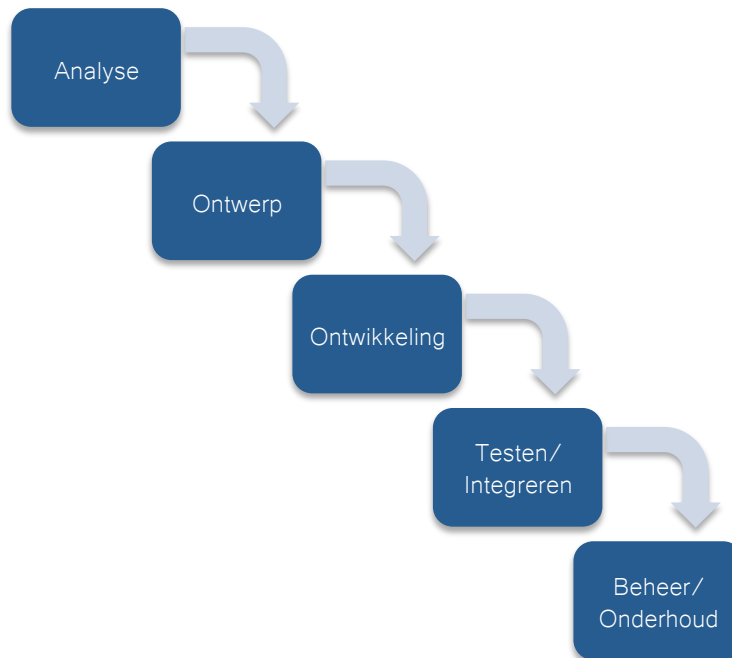 Analyse
Ontwerp
Ontwikkeling
Testen/
Integreren
Beheer/
Onderhoud